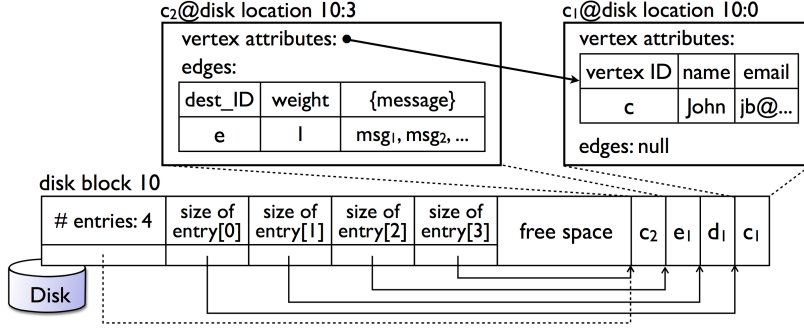 c₂@disk location 10:3
c₁@disk location 10:0
vertex attributes:
edges:
dest_ID weight {message}
e 1 msg₁, msg₂, ...
vertex attributes:
vertex ID name email
c John jb@...
edges: null
disk block 10
# entries: 4
size of
entry[0]
size of
entry[1]
size of
entry[2]
size of
entry[3]
free space
c₂ e₁ d₁ c₁
Disk